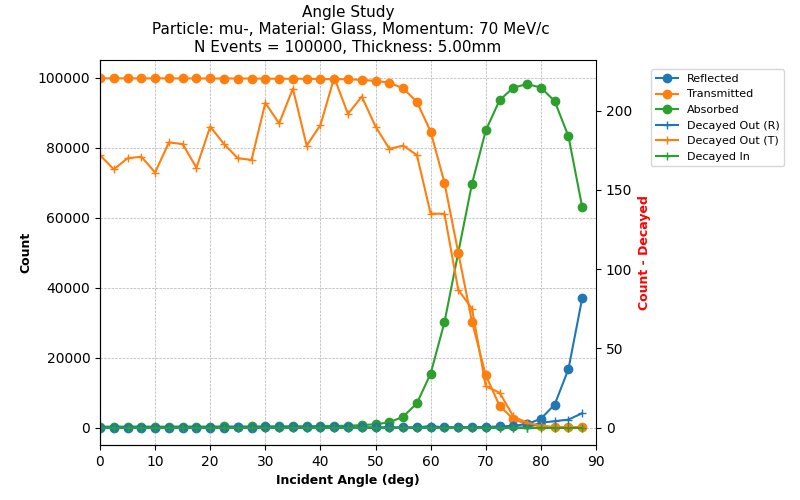 Angle Study
Particle: mu-, Material: Glass, Momentum: 70 MeV/c
N Events = 100000, Thickness: 5.00mm
100000
80000
60000
40000
20000
0
Count
200
150
100
50
0
Count - Decayed
0 10 20 30 40 50 60 70 80 90
Incident Angle (deg)
Reflected
Transmitted
Absorbed
Decayed Out (R)
Decayed Out (T)
Decayed In